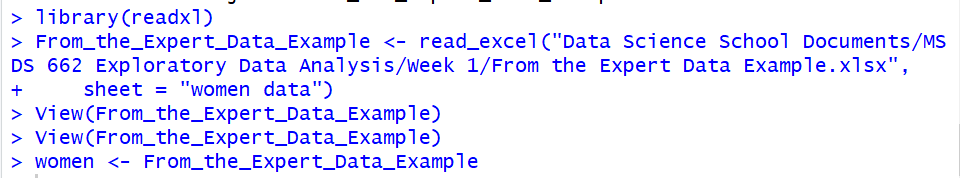 > library(readxl)
> From_the_Expert_Data_Example <- read_excel("Data Science School Documents/MS
DS 662 Exploratory Data Analysis/Week 1/From the Expert Data Example.xlsx",
+     sheet = "women data")
> View(From_the_Expert_Data_Example)
> View(From_the_Expert_Data_Example)
> women <- From_the_Expert_Data_Example